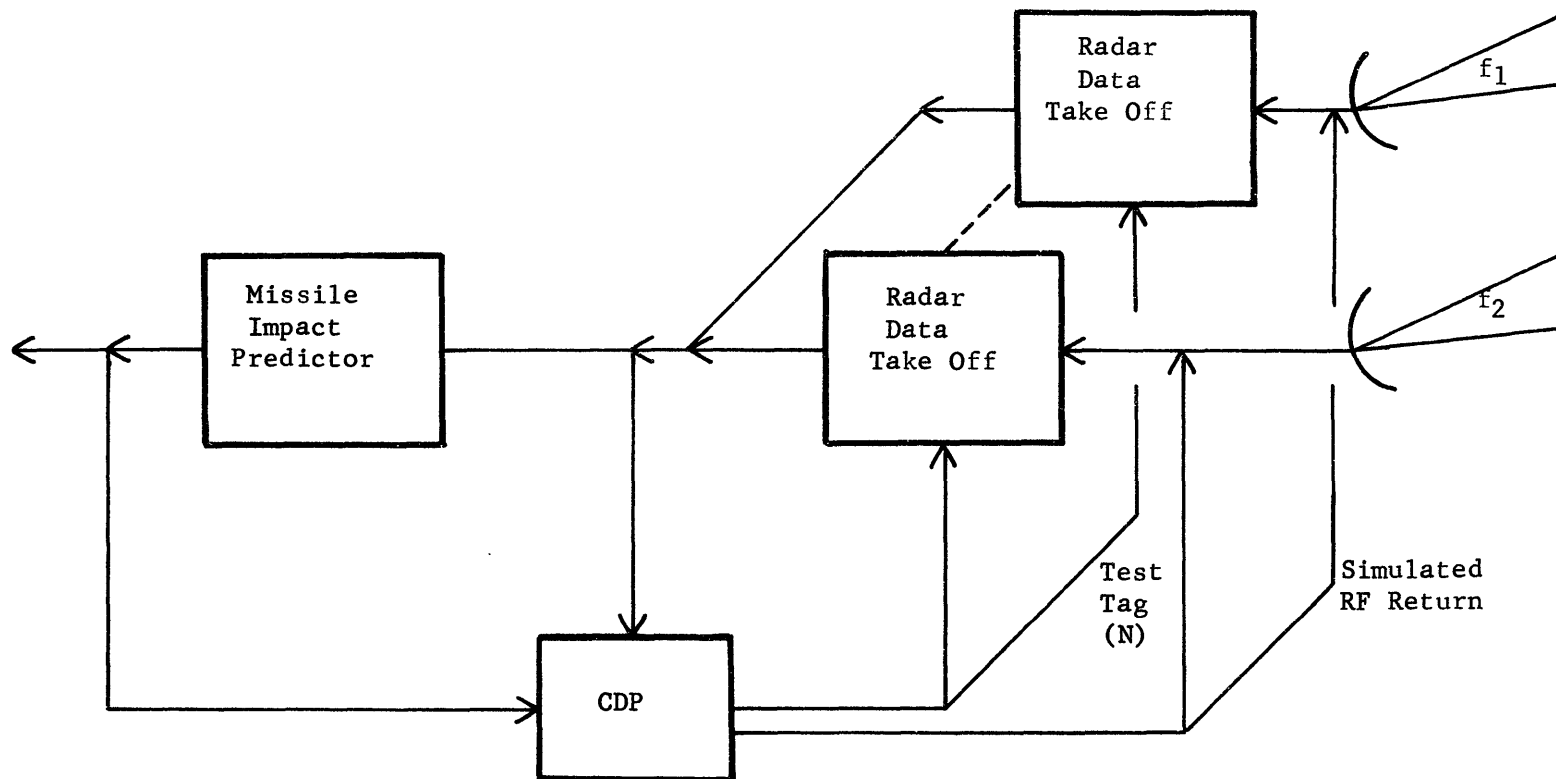 Radar
Data
Take Off
f1
Missile
Impact
Predictor
Radar
Data
Take Off
f2
Test
Tag
(N)
Simulated
RF Return
CDP